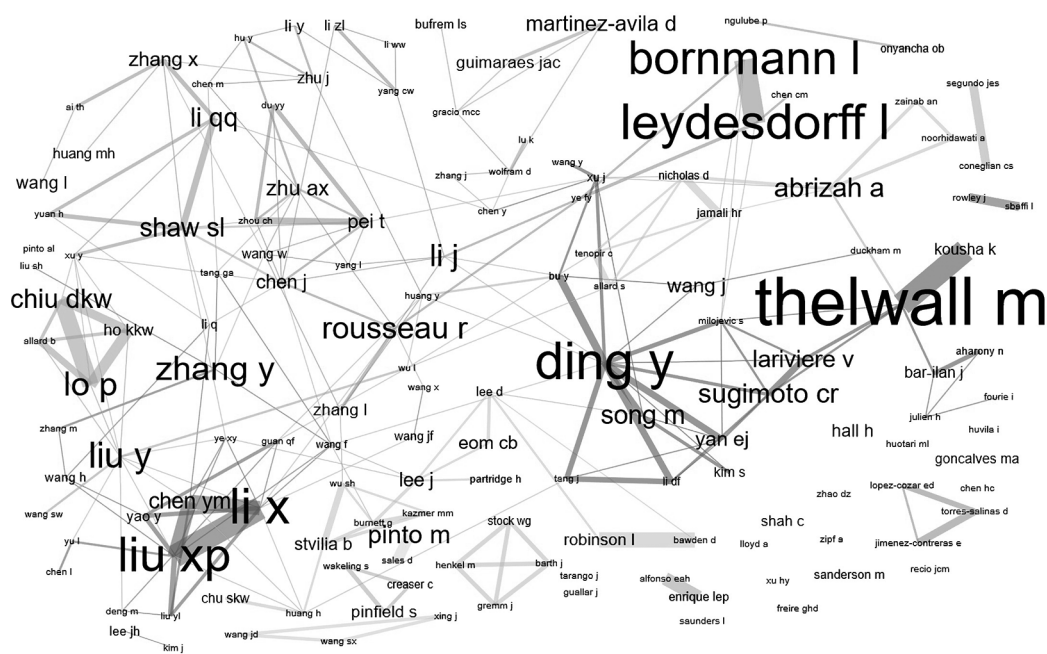 ngulube p
martinez-avila d
bufrem ls
li y
li zl
hu y
li ww
onyancha ob
bornmann l
zhang x
guimaraes jac
zhu j
chen m
yang cw
segundo jes
chen cm
zainab an
ai th
du yy
gracio mcc
li qq
leydesdorff l
noorhidawati a
lu k
huang mh
wang y
coneglian cs
wolfram d
zhang j
nicholas d
xu j
wang l
zhu ax
abrizah a
ye fy
rowley j
sbaffi l
yuan h
chen y
jamali hr
zhou ch
pei t
shaw sl
pinto sl
xu y
wang w
li j
tenopir c
duckham m
kousha k
liu sh
yang l
tang ga
bu y
chen j
allard s
wang j
chiu dkw
huang y
thelwall m
milojevic s
li q
ho kkw
rousseau r
allard b
aharony n
lariviere v
ding y
zhang y
wu l
bar-ilan j
lo p
wang x
lee d
sugimoto cr
fourie i
zhang l
song m
julien h
zhang m
huvila i
hall h
wang jf
ye xy
guan qf
wang f
eom cb
yan ej
huotari ml
liu y
goncalves ma
kim s
wang h
lee j
partridge h
tang j
li df
wu sh
lopez-cozar ed
chen hc
zhao dz
chen ym
li x
wang sw
yao y
kazmer mm
torres-salinas d
burnett g
stock wg
shah c
pinto m
yu l
stvilia b
robinson l
bawden d
lloyd a
zipf a
jimenez-contreras e
liu xp
sales d
wakeling s
henkel m
barth j
chen l
recio jcm
tarango j
sanderson m
alfonso eah
xu hy
creaser c
guallar j
chu skw
enrique lep
deng m
liu yl
huang h
pinfield s
gremm j
freire ghd
xing j
saunders l
lee jh
wang jd
wang sx
kim j